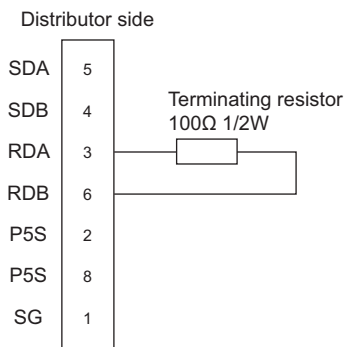 Distributor side
SDA 5
SDB 4
Terminating resistor
100Ω 1/2W
RDA 3
RDB 6
P5S 2
P5S 8
SG 1